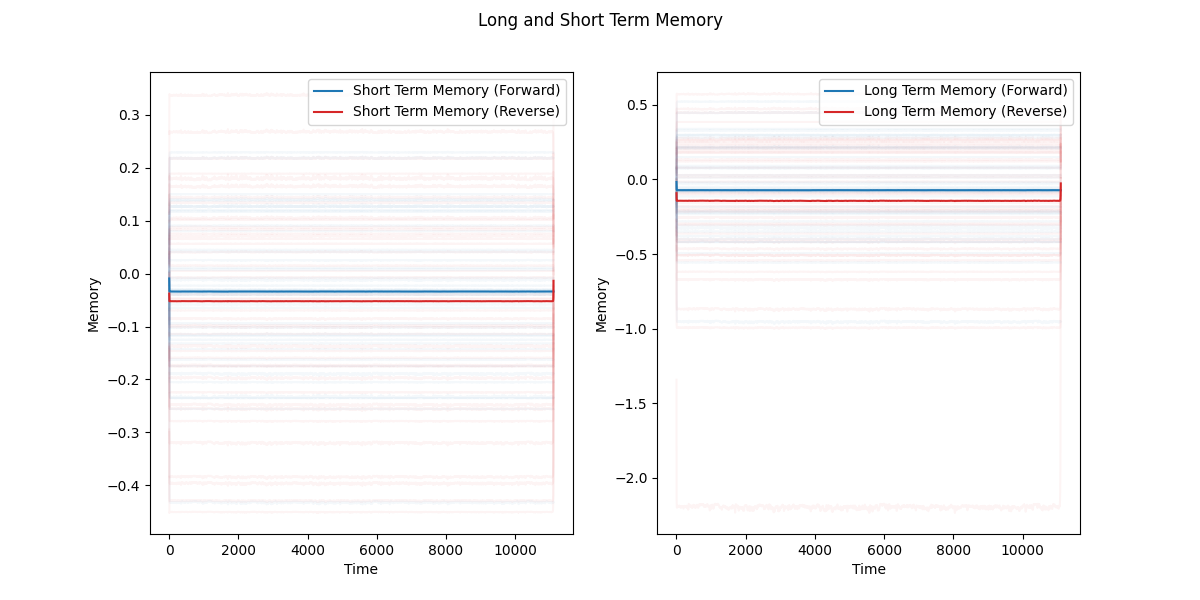 Long and Short Term Memory
Short Term Memory (Forward)
Short Term Memory (Reverse)
0.3
0.2
0.1
0.0
−0.1
−0.2
−0.3
−0.4
Memory
0
2000
4000
6000
8000
10000
Time
Long Term Memory (Forward)
Long Term Memory (Reverse)
0.5
0.0
−0.5
−1.0
−1.5
−2.0
Memory
0
2000
4000
6000
8000
10000
Time